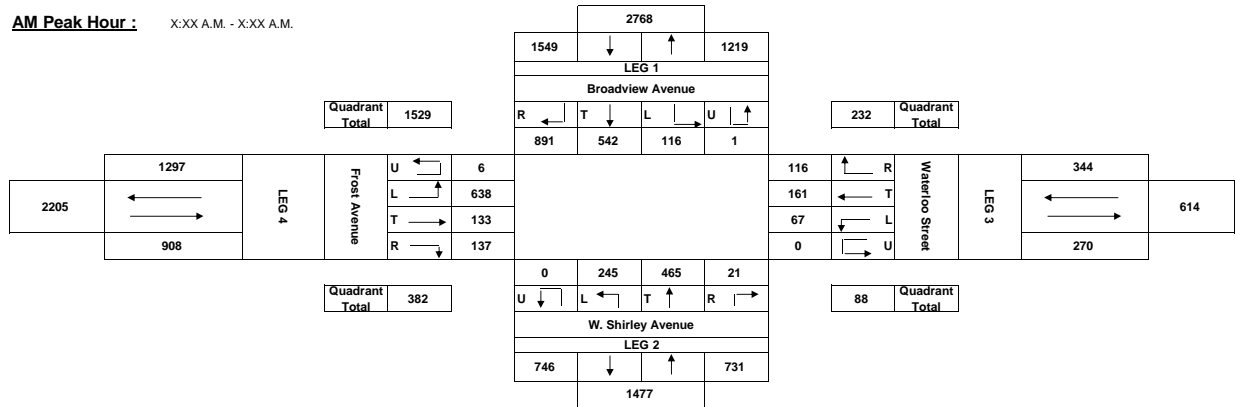 AM Peak Hour : X:XX A.M. - X:XX A.M.
2768
1549 1219
LEG 1
Broadview Avenue
Quadrant Total 1529
R T L U
Quadrant Total 232
891 542 116 1
1297
U 6
116 R
344
2205
LEG 4
Frost Avenue
L 638
161 T
Waterloo Street
LEG 3
614
T 133
67 L
908
R 137
0 U
270
0 245 465 21
Quadrant Total 382
U L T R
Quadrant Total 88
W. Shirley Avenue
LEG 2
746 731
1477